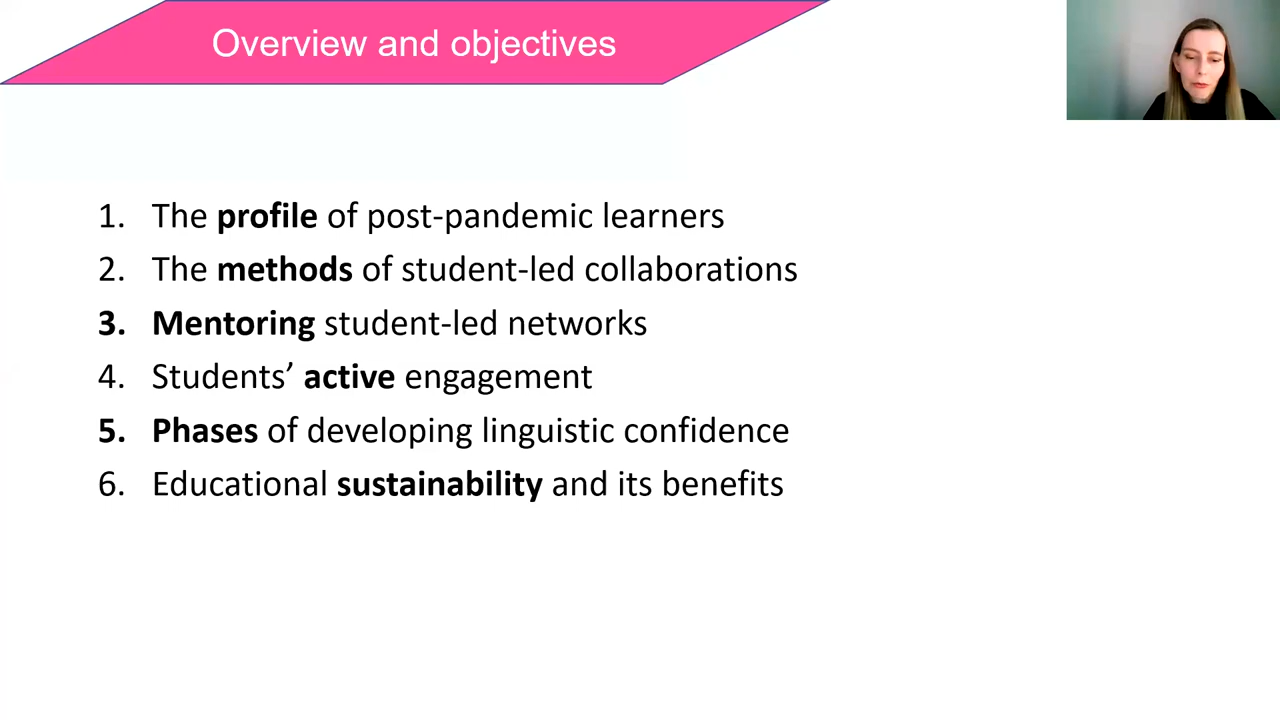 Overview and objectives
1. The profile of post-pandemic learners
2. The methods of student-led collaborations
3. Mentoring student-led networks
4. Students’ active engagement
5. Phases of developing linguistic confidence
6. Educational sustainability and its benefits